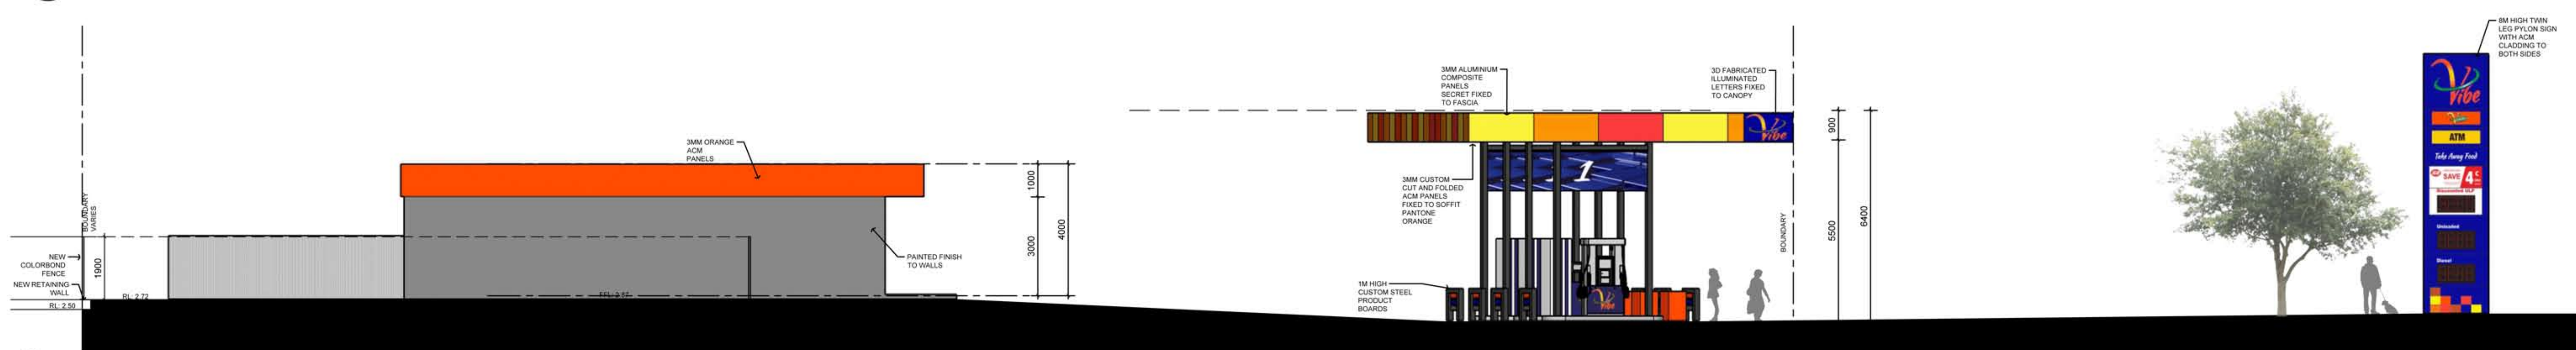 BOUNDARY
VARIES
1900
NEW
COLORBOND
FENCE
NEW RETAINING
WALL
RL: 2.50
RL: 2.72
3MM ORANGE
ACM
PANELS
PAINTED FINISH
TO WALLS
1000
3000
4000
3MM ALUMINIUM
COMPOSITE
PANELS
SECRET FIXED
TO FASCIA
3D FABRICATED
ILLUMINATED
LETTERS FIXED
TO CANOPY
Vibe
1
3MM CUSTOM
CUT AND FOLDED
ACM PANELS
FIXED TO SOFFIT
PANTONE
ORANGE
1M HIGH
CUSTOM STEEL
PRODUCT
BOARDS
Vibe
BOUNDARY
900
5500
6400
8M HIGH TWIN
LEG PYLON SIGN
WITH ACM
CLADDING TO
BOTH SIDES
Vibe
ATM
Take Away Food
SAVE 4c
Unleaded
Diesel